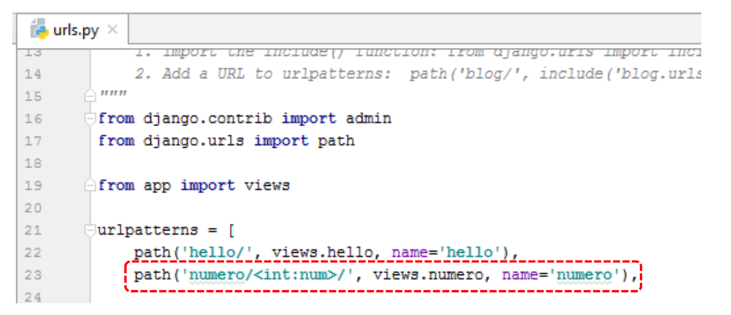 urls.py
13 1. Import the include() function: from django.urls import incl
14 2. Add a URL to urlpatterns: path('blog/', include('blog.urls
15 """
16 from django.contrib import admin
17 from django.urls import path
18
19 from app import views
20
21 urlpatterns = [
22 path('hello/', views.hello, name='hello'),
23 path('numero/<int:num>/', views.numero, name='numero'),
24